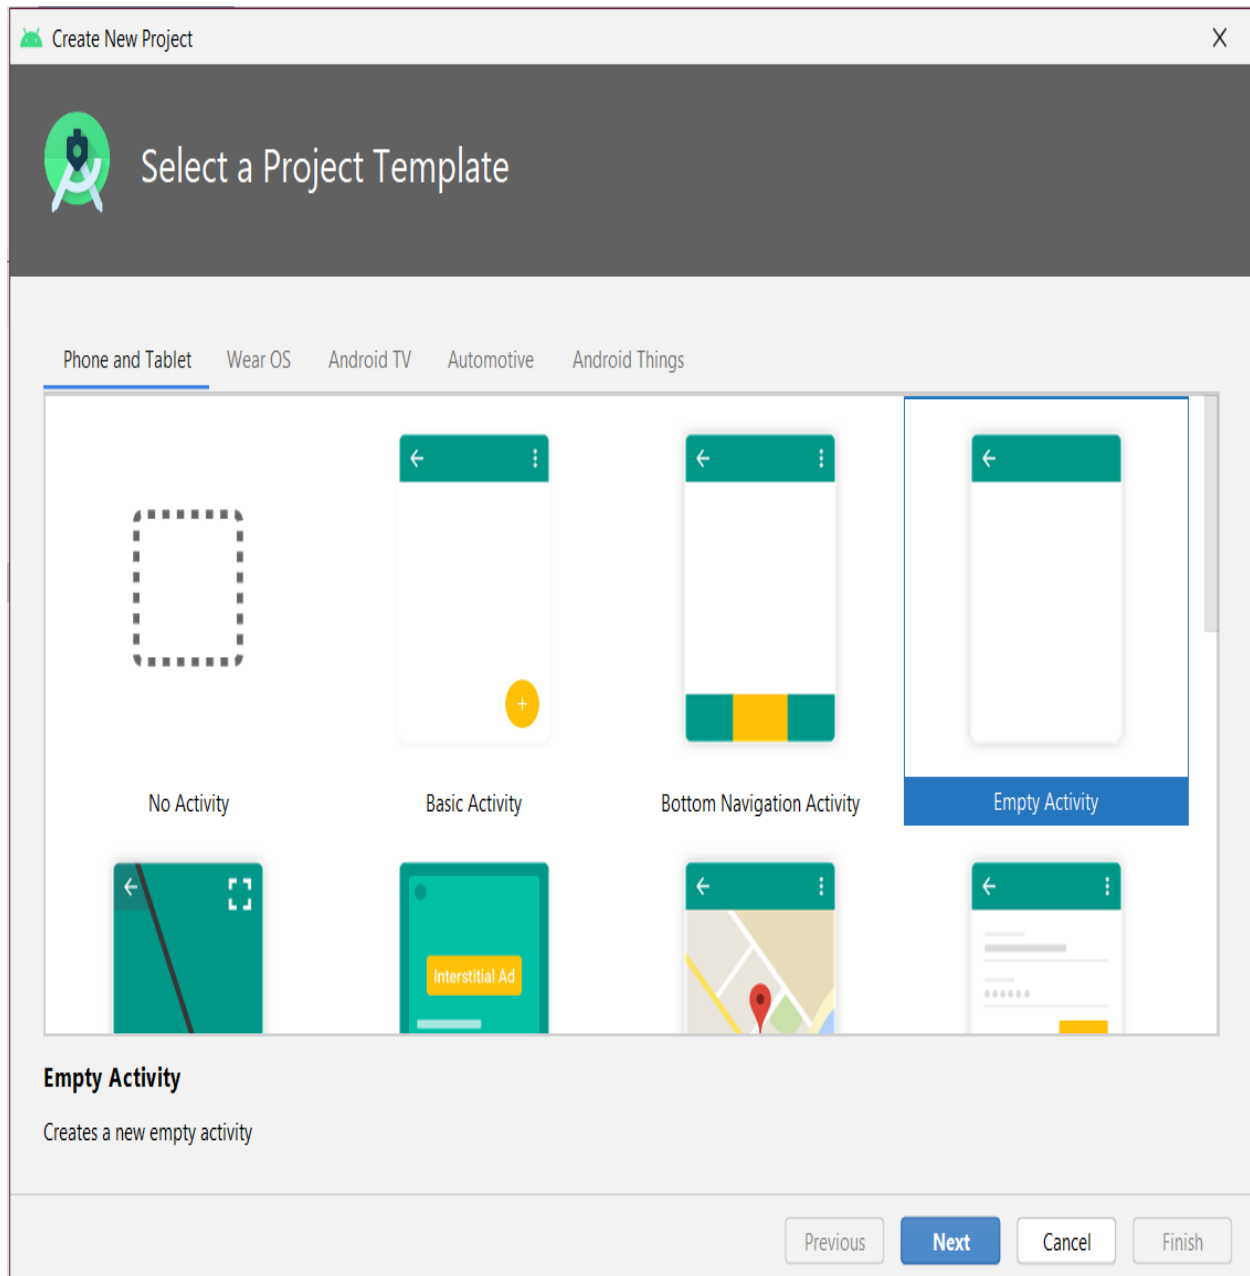 Create New Project
Select a Project Template
Phone and Tablet Wear OS Android TV Automotive Android Things
No Activity Basic Activity Bottom Navigation Activity Empty Activity
Interstitial Ad
Empty Activity
Creates a new empty activity
Previous Next Cancel Finish